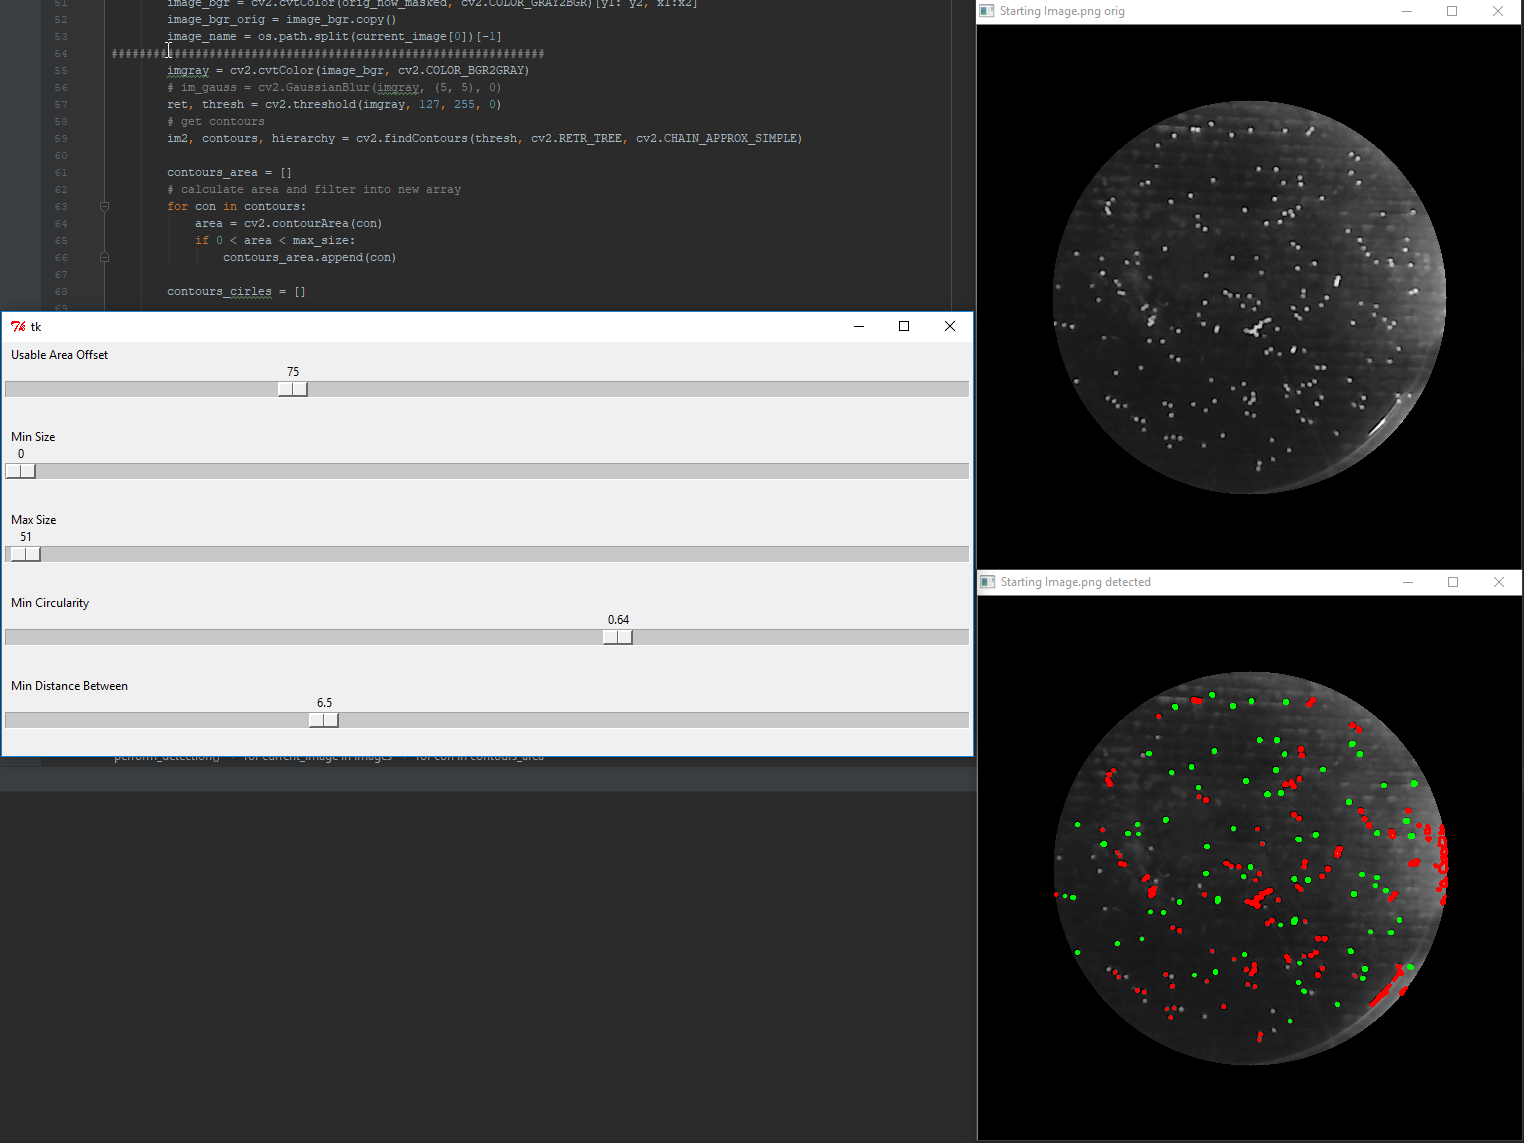 51 image_bgr = cv2.cvtColor(orig_now_masked, cv2.COLOR_GRAY2BGR)[y1: y2, x1:x2]
52 image_bgr_orig = image_bgr.copy()
53 image_name = os.path.split(current_image[0])[-1]
54 ##############################################################
55 imgray = cv2.cvtColor(image_bgr, cv2.COLOR_BGR2GRAY)
56 # im_gauss = cv2.GaussianBlur(imgray, (5, 5), 0)
57 ret, thresh = cv2.threshold(imgray, 127, 255, 0)
58 # get contours
59 im2, contours, hierarchy = cv2.findContours(thresh, cv2.RETR_TREE, cv2.CHAIN_APPROX_SIMPLE)
60
61 contours_area = []
62 # calculate area and filter into new array
63 for con in contours:
64 area = cv2.contourArea(con)
65 if 0 < area < max_size:
66 contours_area.append(con)
67
68 contours_cirles = []
69
tk
Usable Area Offset
75
Min Size
0
Max Size
51
Min Circularity
0.64
Min Distance Between
6.5
perform_detection() for current_image in images for con in contours_area
Starting Image.png orig
Starting Image.png detected